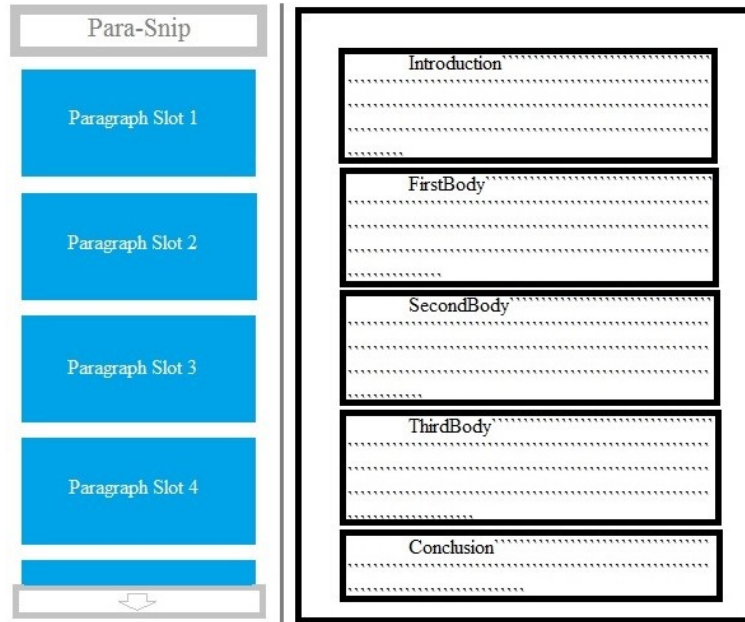 Para-Snip
Paragraph Slot 1
Paragraph Slot 2
Paragraph Slot 3
Paragraph Slot 4
Introduction
FirstBody
SecondBody
ThirdBody
Conclusion